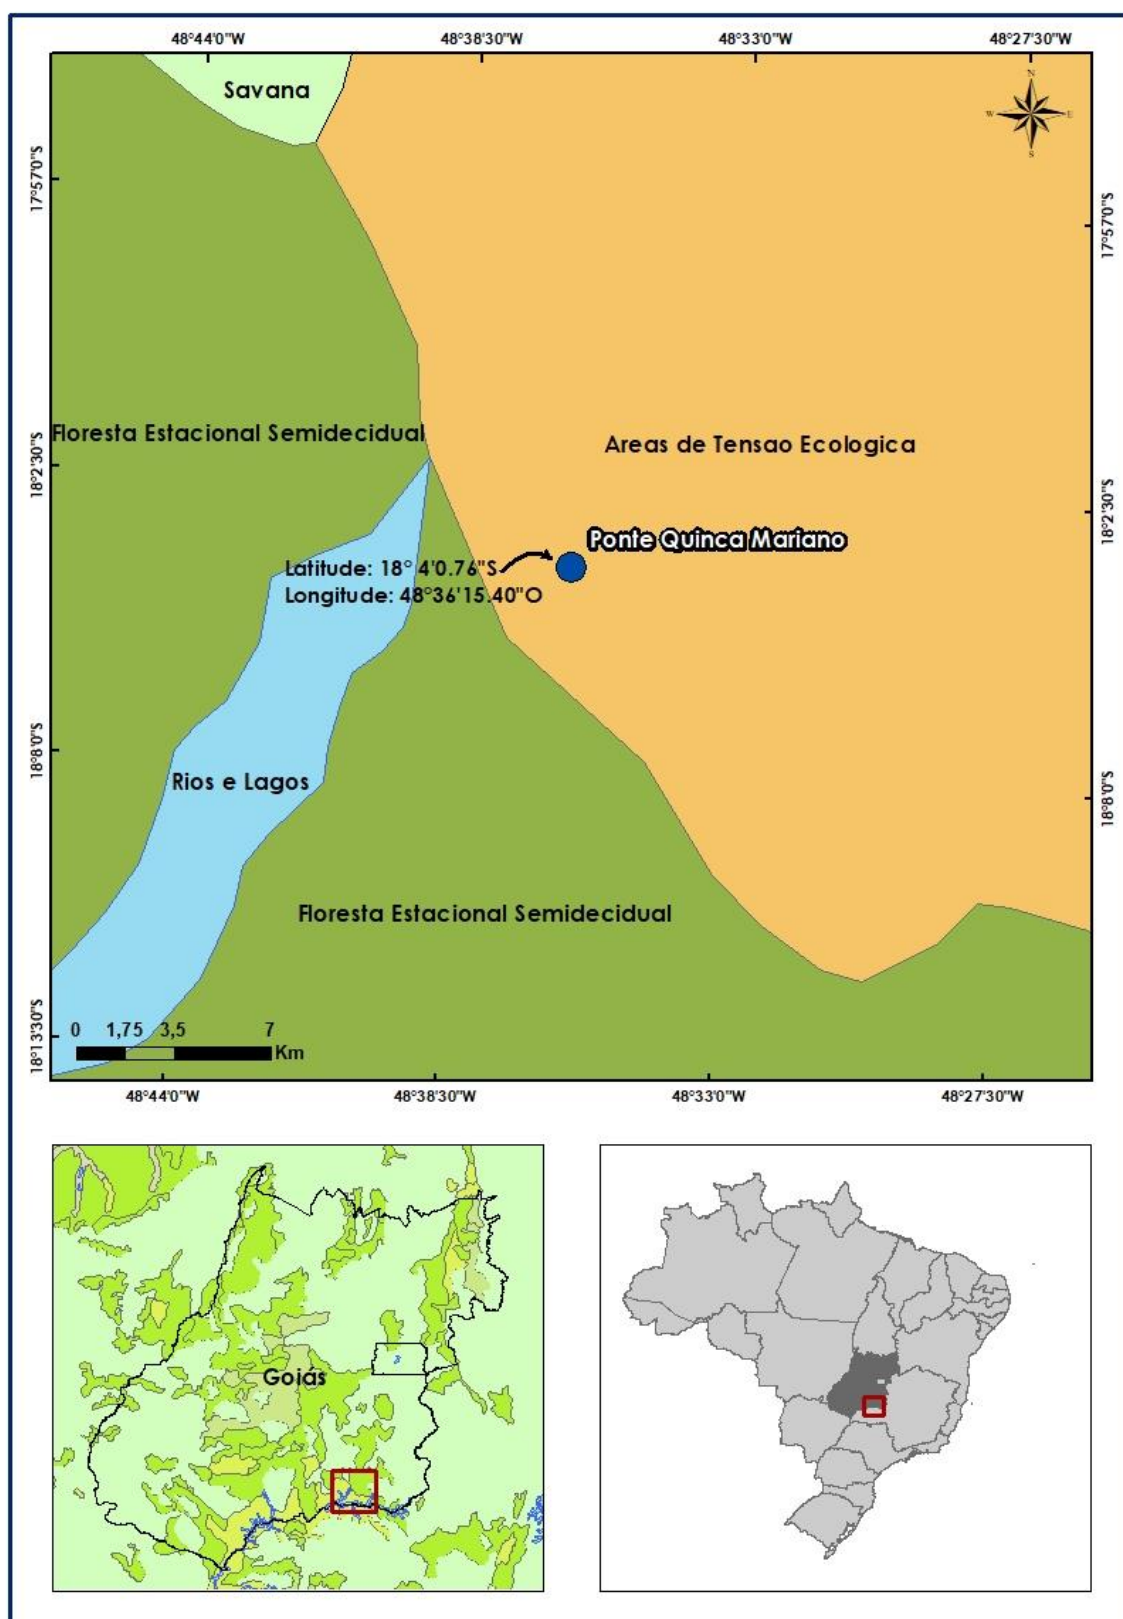 48°44'0"W 48°38'30"W 48°33'0"W 48°27'30"W
Savana
N
W E
S
17°57'0"S
17°57'0"S
Floresta Estacional Semidecidual
Areas de Tensao Ecologica
18°2'30"S
18°2'30"S
Ponte Quinca Mariano
Latitude: 18° 4'0.76"S
Longitude: 48°36'15.40"O
18°8'0"S
Rios e Lagos
18°8'0"S
Floresta Estacional Semidecidual
18°13'30"S
0 1,75 3,5 7
Km
48°44'0"W 48°38'30"W 48°33'0"W 48°27'30"W
Goiás